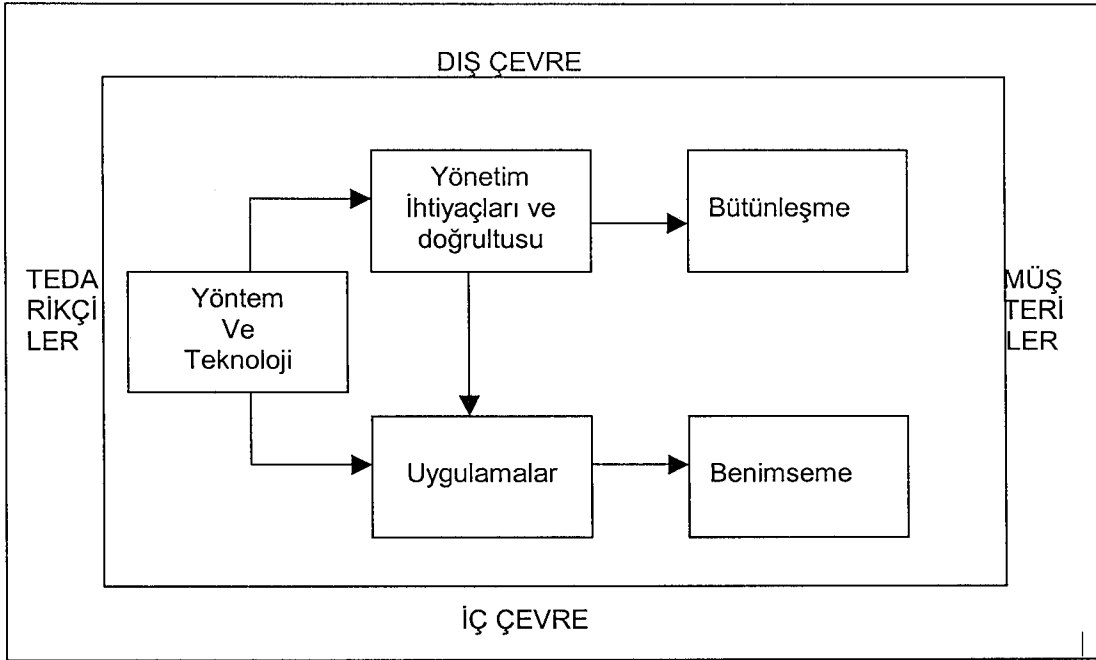 DIŞ ÇEVRE
Yönetim
İhtiyaçları ve
doğrultusu
Bütünleşme
TEDA
RİKÇİ
LER
Yöntem
Ve
Teknoloji
MÜŞ
TERİ
LER
Uygulamalar
Benimseme
İÇ ÇEVRE